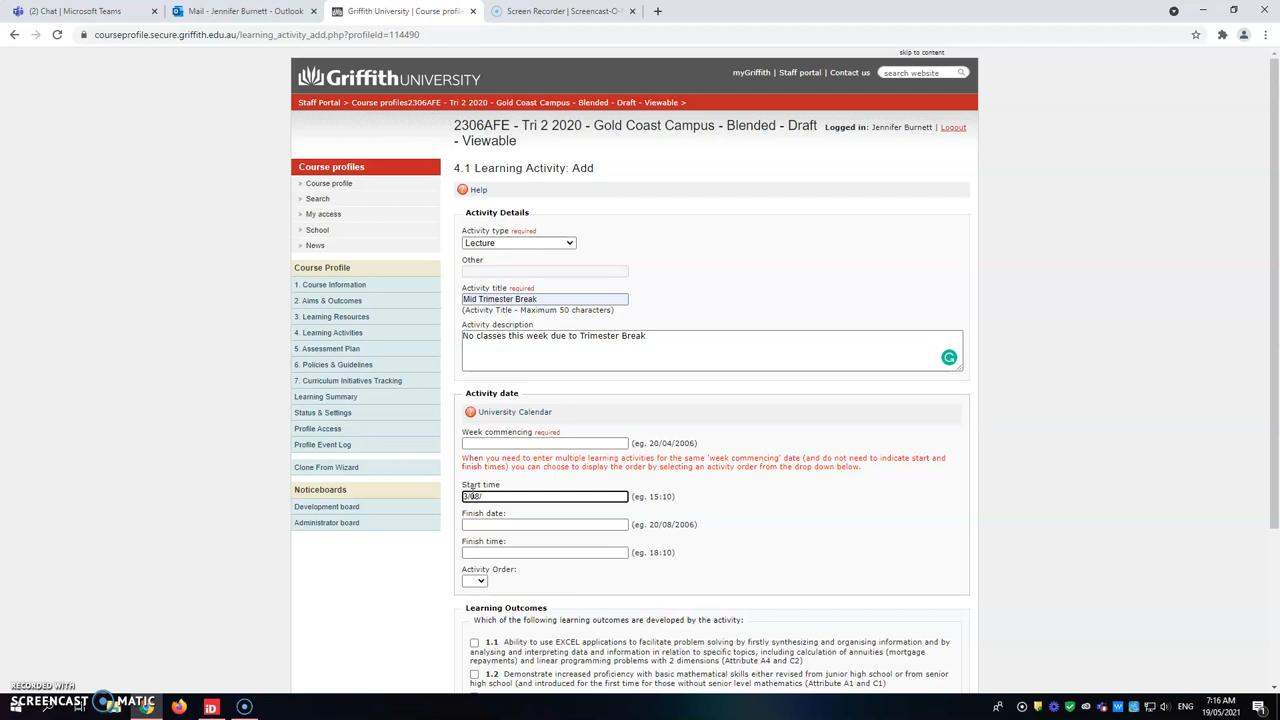 (2) Chat | Microsoft Teams
Mail - Jennifer Burnett - Outlook
Griffith University | Course profi
Screen Recorder | Screencast-O-
courseprofile.secure.griffith.edu.au/learning_activity_add.php?profileId=114490
skip to content
Griffith UNIVERSITY
myGriffith | Staff portal | Contact us
search website
Staff Portal > Course profiles2306AFE - Tri 2 2020 - Gold Coast Campus - Blended - Draft - Viewable >
2306AFE - Tri 2 2020 - Gold Coast Campus - Blended - Draft
- Viewable
Logged in: Jennifer Burnett | Logout
Course profiles
Course profile
Search
My access
School
News
Course Profile
1. Course Information
2. Aims & Outcomes
3. Learning Resources
4. Learning Activities
5. Assessment Plan
6. Policies & Guidelines
7. Curriculum Initiatives Tracking
Learning Summary
Status & Settings
Profile Access
Profile Event Log
Clone From Wizard
Noticeboards
Development board
Administrator board
4.1 Learning Activity: Add
Help
Activity Details
Activity type required
Lecture
Other
Activity title required
Mid Trimester Break
(Activity Title - Maximum 50 characters)
Activity description
No classes this week due to Trimester Break
Activity date
University Calendar
Week commencing required
(eg. 20/04/2006)
When you need to enter multiple learning activities for the same 'week commencing' date (and do not need to indicate start and
finish times) you can choose to display the order by selecting an activity order from the drop down below.
Start time
3/08/
(eg. 15:10)
Finish date:
(eg. 20/08/2006)
Finish time:
(eg. 18:10)
Activity Order:
Learning Outcomes
Which of the following learning outcomes are developed by the activity:
1.1 Ability to use EXCEL applications to facilitate problem solving by firstly synthesizing and organising information and by
analysing and interpreting data and information in relation to specific topics, including calculation of annuities (mortgage
repayments) and linear programming problems with 2 dimensions (Attribute A4 and C2)
1.2 Demonstrate increased proficiency with basic mathematical skills either revised from junior high school or from senior
high school (and introduced for the first time for those without senior level mathematics (Attribute A1 and C1)
RECORDED WITH
SCREENCAST MATIC
iD
ENG
7:16 AM
19/05/2021